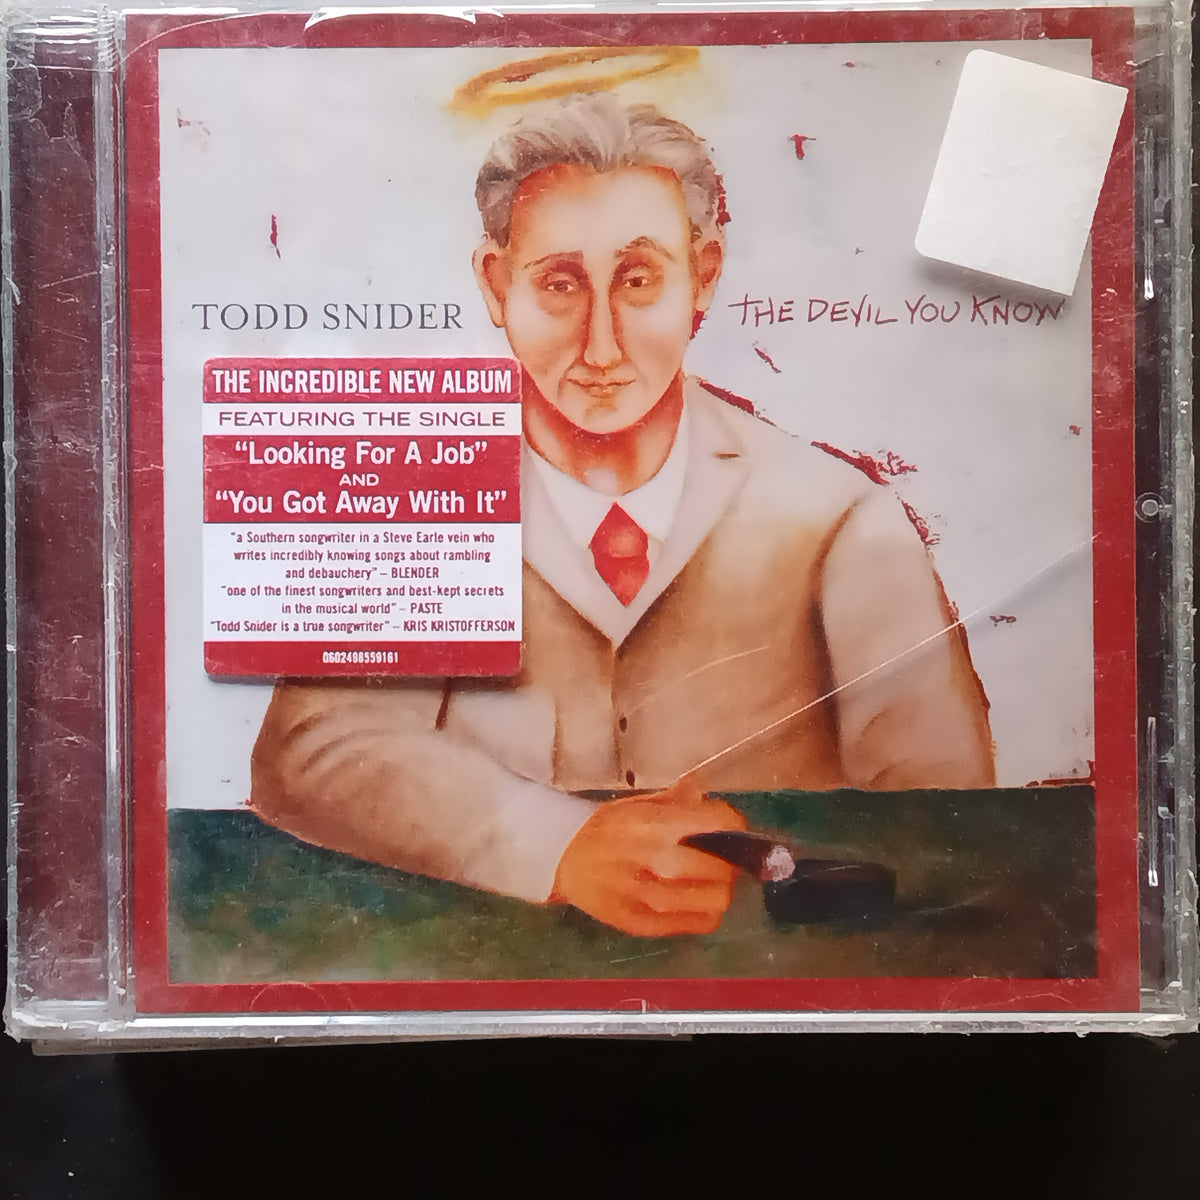 TODD SNIDER
THE DEVIL YOU KNOW
THE INCREDIBLE NEW ALBUM
FEATURING THE SINGLE
“Looking For A Job”
AND
“You Got Away With It”
"a Southern songwriter in a Steve Earle vein who
writes incredibly knowing songs about rambling
and debauchery" – BLENDER
"one of the finest songwriters and best-kept secrets
in the musical world" – PASTE
"Todd Snider is a true songwriter" – KRIS KRISTOFFERSON
0602498559161